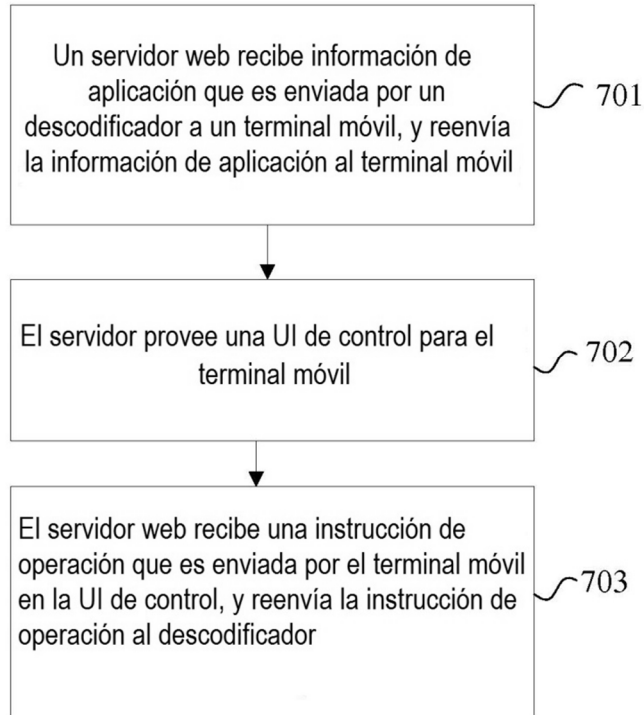 Un servidor web recibe información de
aplicación que es enviada por un
descodificador a un terminal móvil, y reenvía
la información de aplicación al terminal móvil
701
El servidor provee una UI de control para el
terminal móvil
702
El servidor web recibe una instrucción de
operación que es enviada por el terminal móvil
en la UI de control, y reenvía la instrucción de
operación al descodificador
703